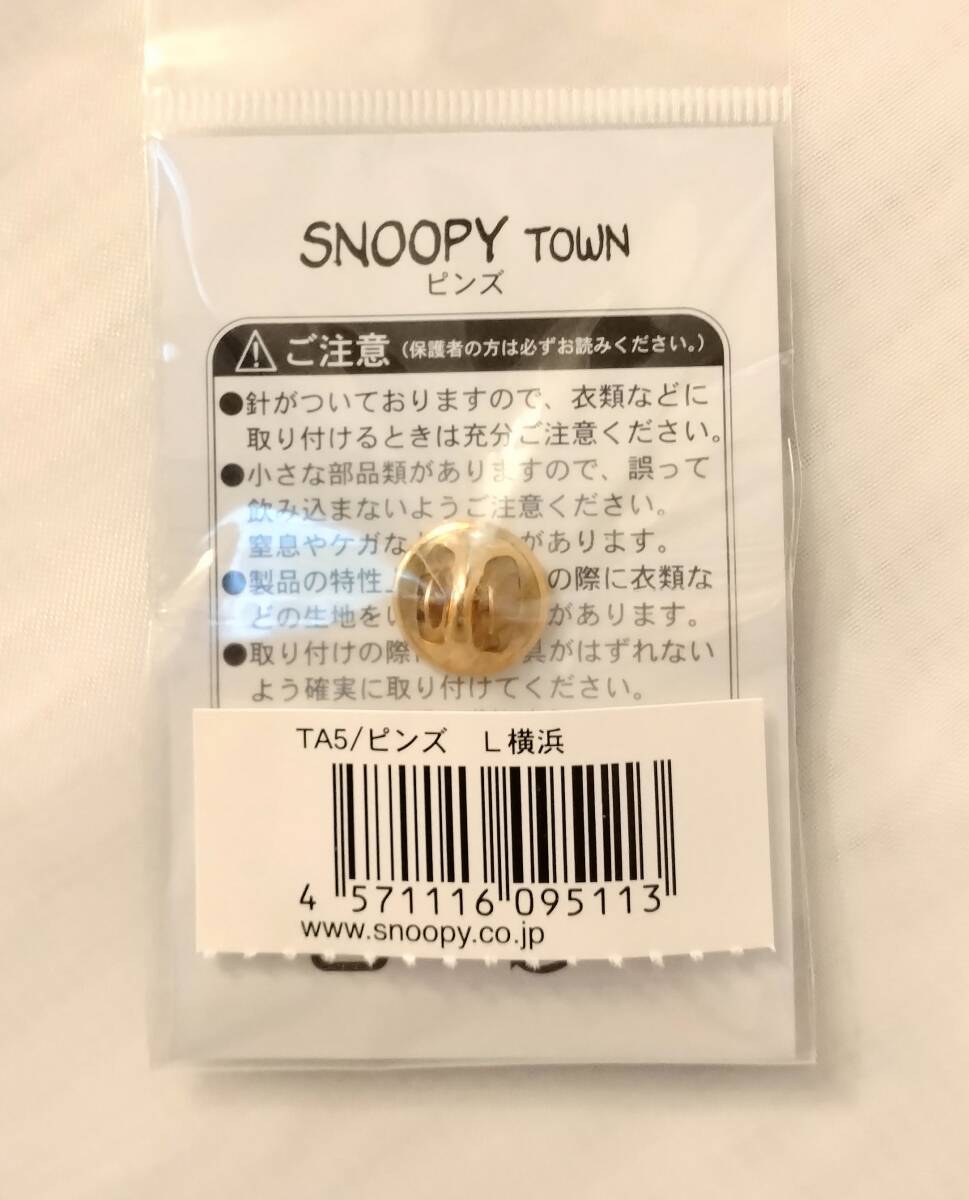 SNOOPY TOWN
ピンズ
ご注意(保護者の方は必ずお読みください。)
●針がついておりますので、衣類などに
取り付けるときは充分ご注意ください。
●小さな部品類がありますので、誤って
飲み込まないようご注意ください。
窒息やケガな があります。
●製品の特性 の際に衣類な
どの生地を があります。
●取り付けの際に 具がはずれない
よう確実に取り付けてください。
TA5/ピンズ L横浜
4 571116 095113
www.snoopy.co.jp